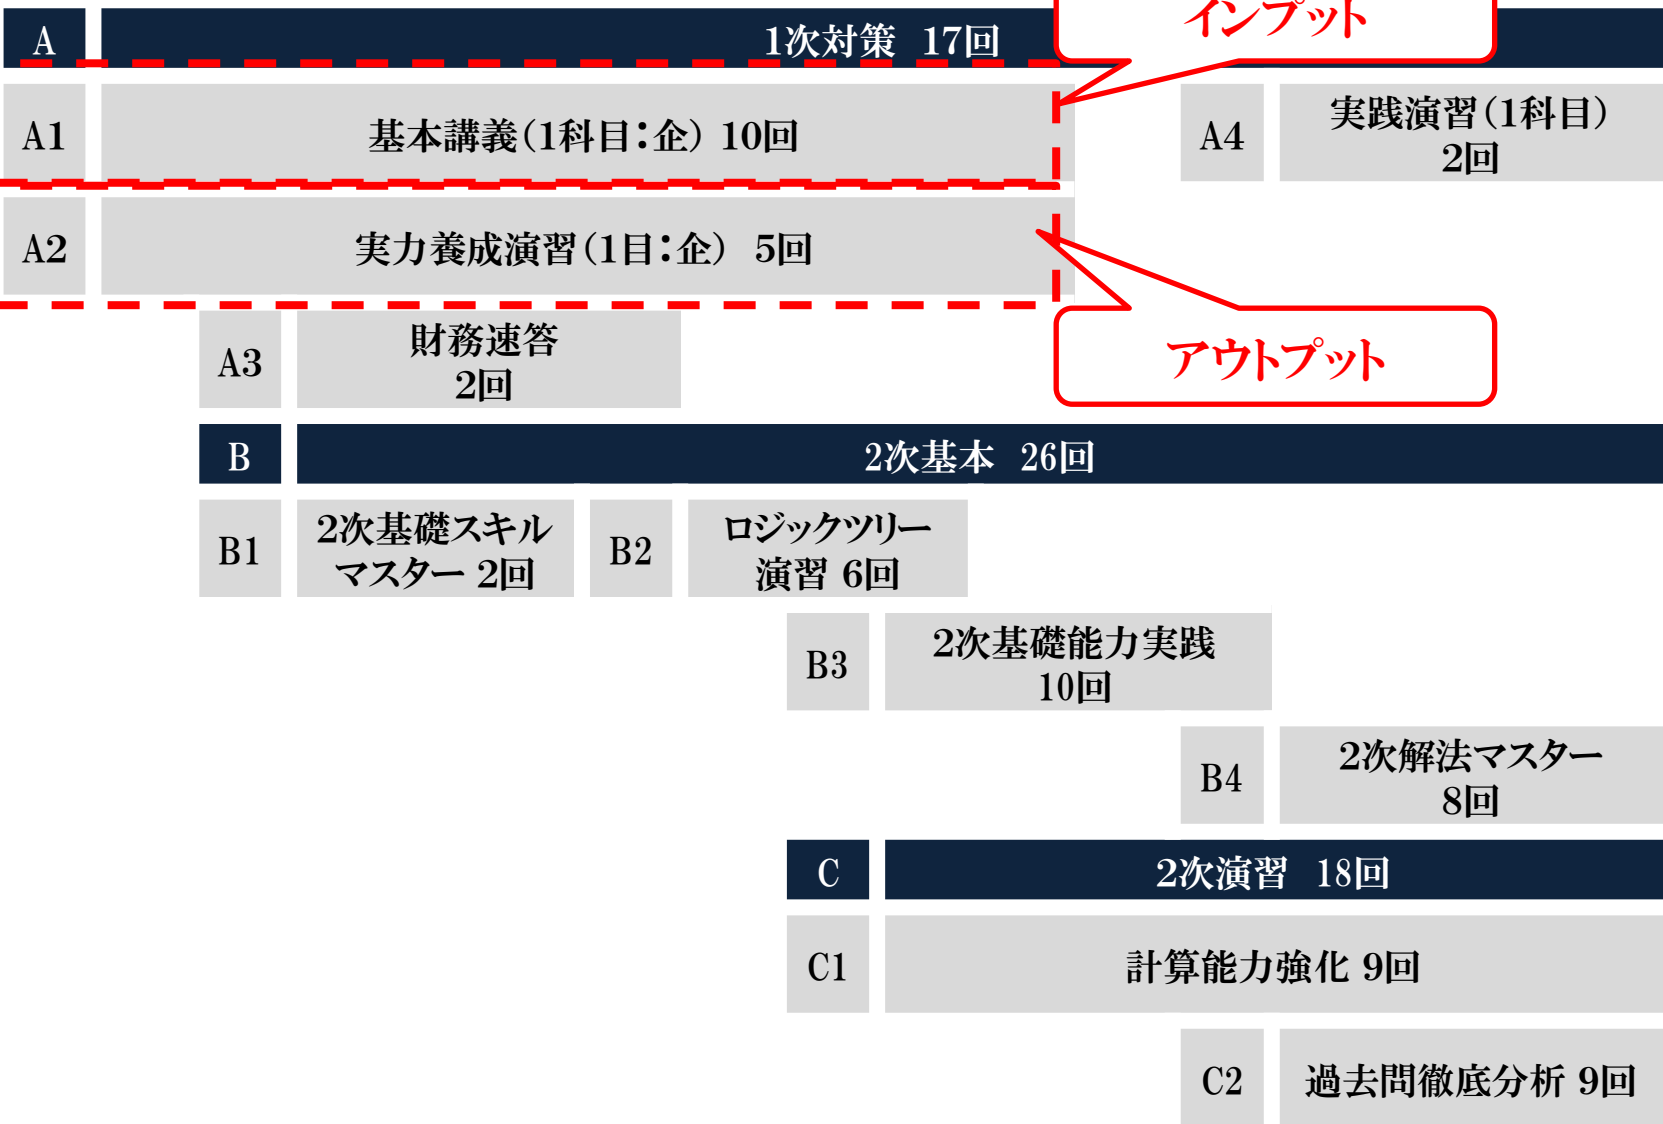 インプット
A
1次対策 17回
A1
基本講義(1科目:企) 10回
A4
実践演習(1科目)
2回
A2
実力養成演習(1目:企) 5回
アウトプット
A3
財務速答
2回
B
2次基本 26回
B1
2次基礎スキル
マスター 2回
B2
ロジックツリー
演習 6回
B3
2次基礎能力実践
10回
B4
2次解法マスター
8回
C
2次演習 18回
C1
計算能力強化 9回
C2
過去問徹底分析 9回